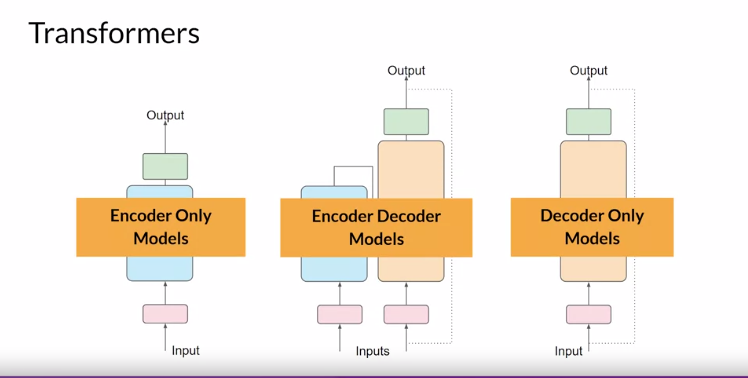 Transformers
Output
Encoder Only
Models
Input
Output
Encoder Decoder
Models
Inputs
Output
Decoder Only
Models
Input